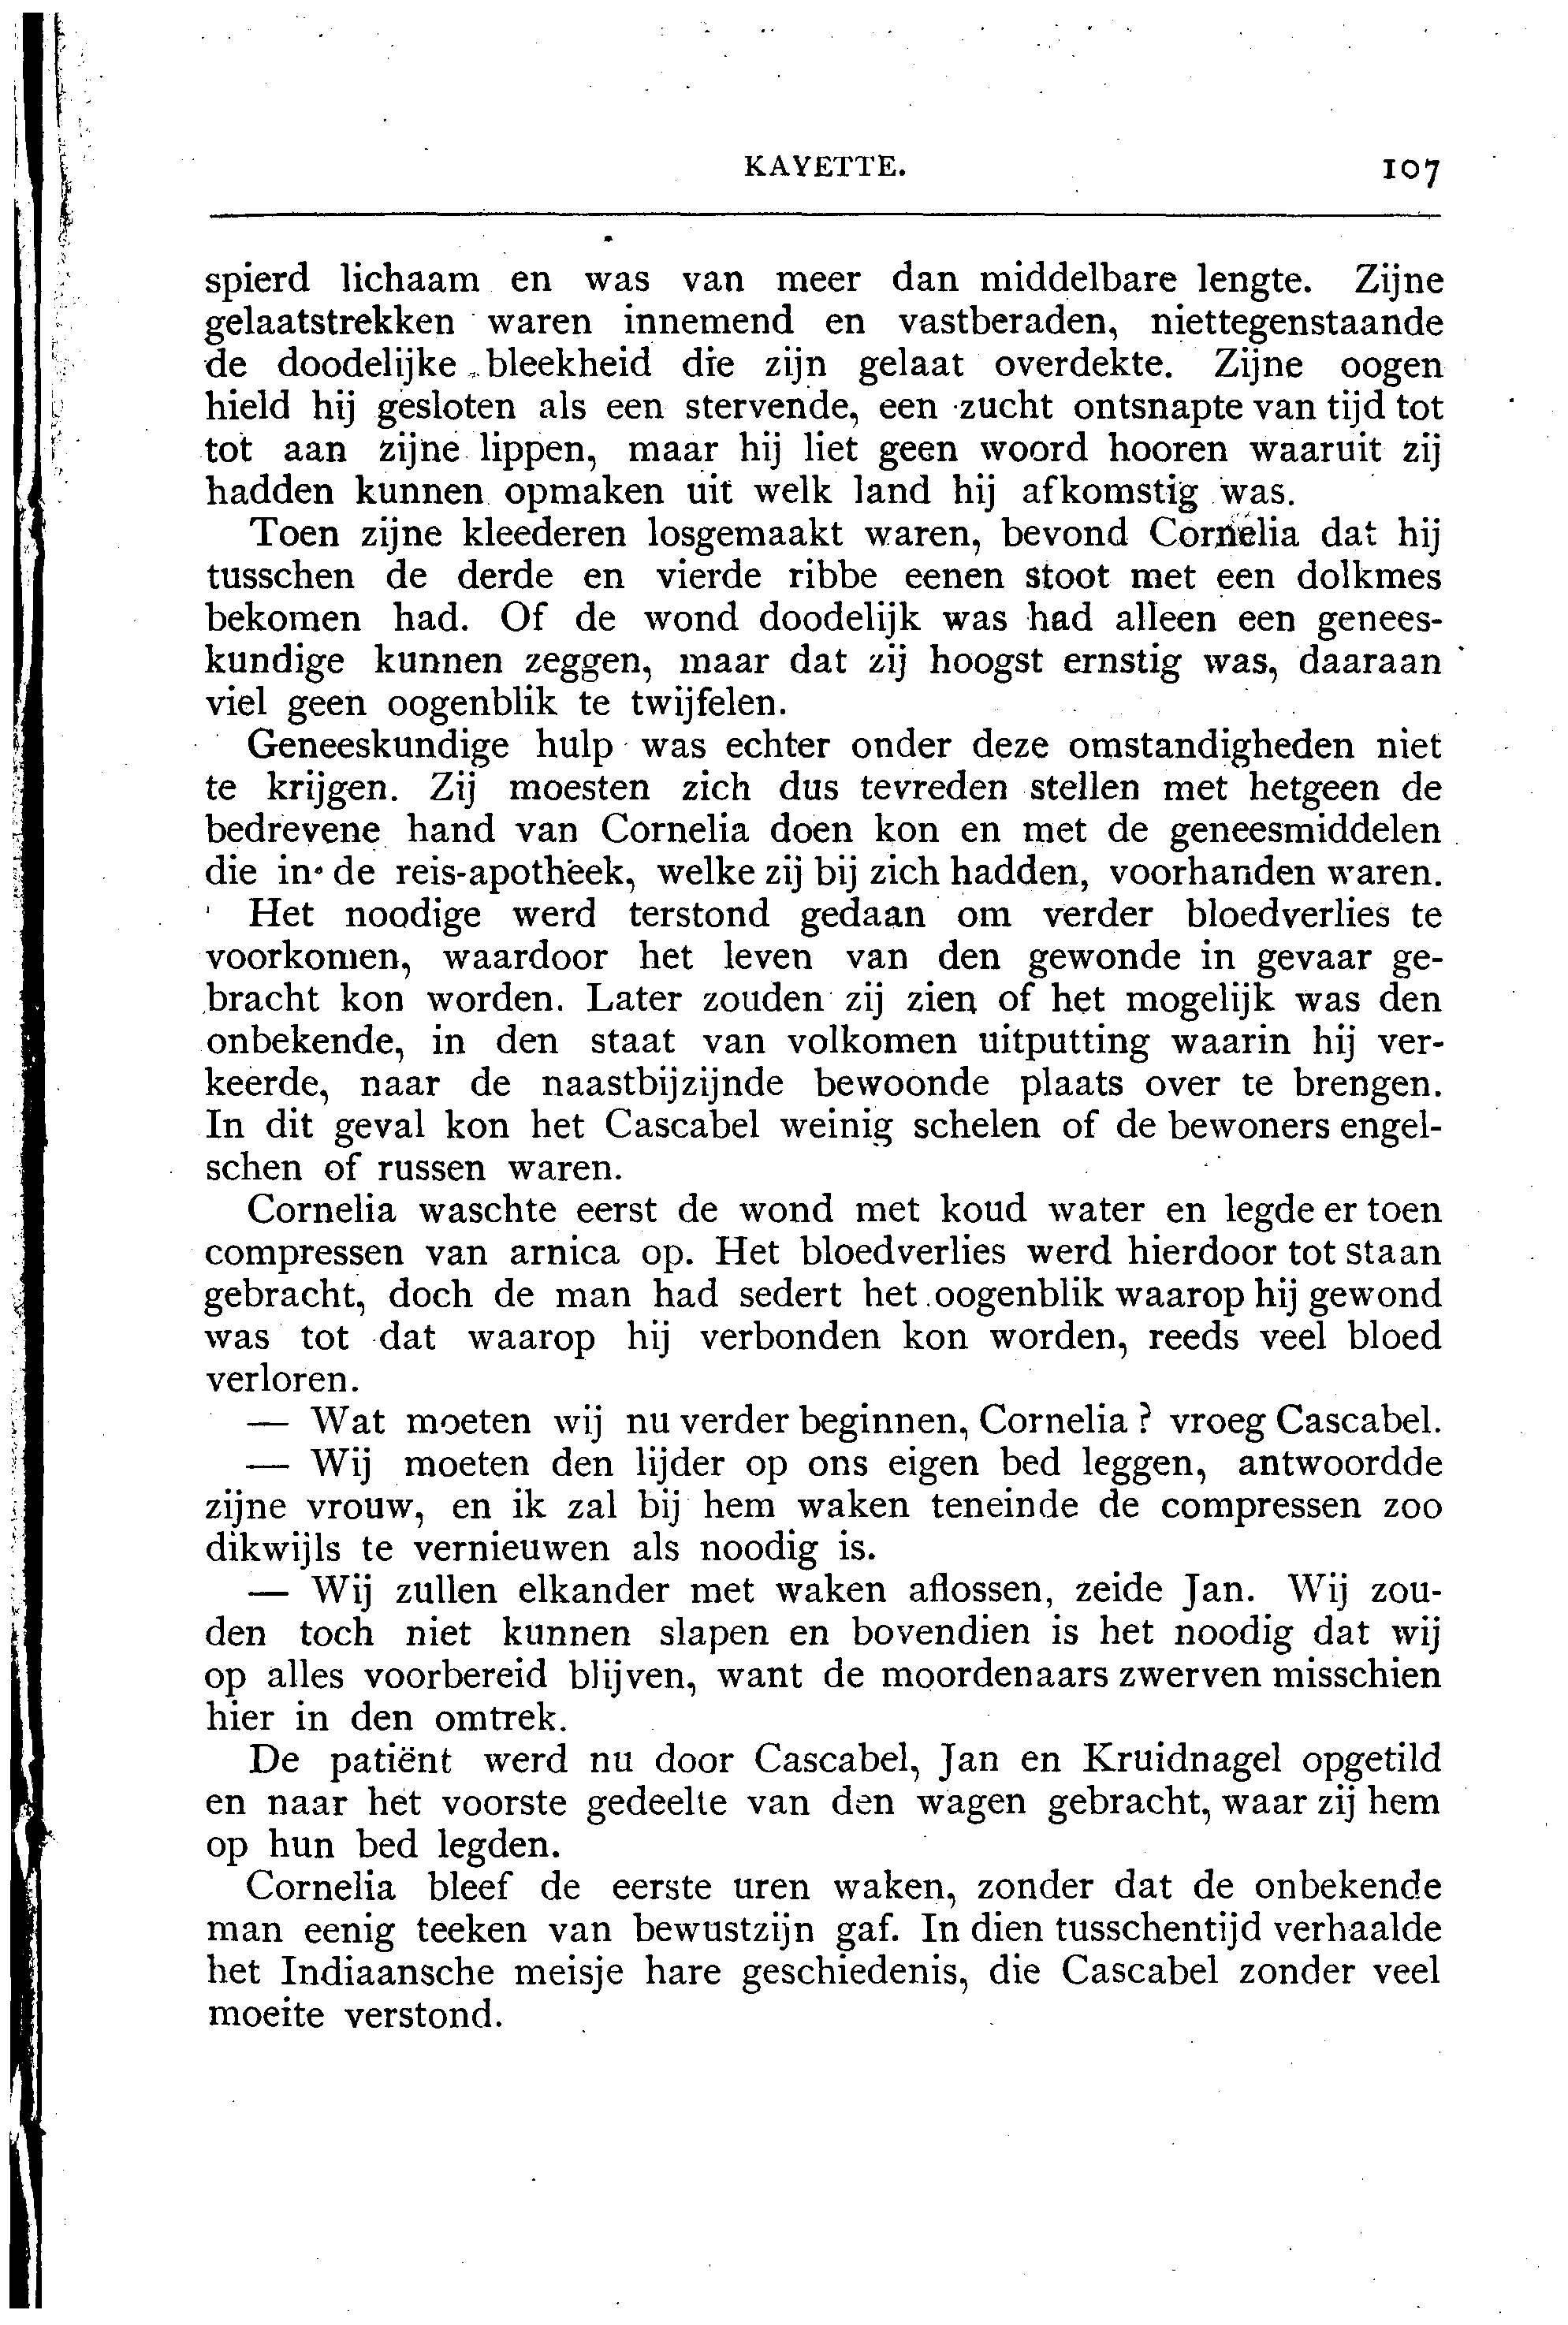 KAYETTE. 107
spierd lichaam en was van meer dan middelbare lengte. Zijne
gelaatstrekken waren innemend en vastberaden, niettegenstaande
de doodelijke bleekheid die zijn gelaat overdekte. Zijne oogen
hield hij gesloten als een stervende, een zucht ontsnapte van tijd tot
tot aan zijne lippen, maar hij liet geen woord hooren waaruit zij
hadden kunnen opmaken uit welk land hij afkomstig was.
Toen zijne kleederen losgemaakt waren, bevond Cornelia dat hij
tusschen de derde en vierde ribbe eenen stoot met een dolkmes
bekomen had. Of de wond doodelijk was had alleen een genees-
kundige kunnen zeggen, maar dat zij hoogst ernstig was, daaraan
viel geen oogenblik te twijfelen.
Geneeskundige hulp was echter onder deze omstandigheden niet
te krijgen. Zij moesten zich dus tevreden stellen met hetgeen de
bedrevene hand van Cornelia doen kon en met de geneesmiddelen
die in de reis-apotheek, welke zij bij zich hadden, voorhanden waren.
Het noodige werd terstond gedaan om verder bloedverlies te
voorkomen, waardoor het leven van den gewonde in gevaar ge-
bracht kon worden. Later zouden zij zien of het mogelijk was den
onbekende, in den staat van volkomen uitputting waarin hij ver-
keerde, naar de naastbijzijnde bewoonde plaats over te brengen.
In dit geval kon het Cascabel weinig schelen of de bewoners engel-
schen of russen waren.
Cornelia waschte eerst de wond met koud water en legde er toen
compressen van arnica op. Het bloedverlies werd hierdoor tot staan
gebracht, doch de man had sedert het oogenblik waarop hij gewond
was tot dat waarop hij verbonden kon worden, reeds veel bloed
verloren.
— Wat moeten wij nu verder beginnen, Cornelia? vroeg Cascabel.
— Wij moeten den lijder op ons eigen bed leggen, antwoordde
zijne vrouw, en ik zal bij hem waken teneinde de compressen zoo
dikwijls te vernieuwen als noodig is.
— Wij zullen elkander met waken aflossen, zeide Jan. Wij zou-
den toch niet kunnen slapen en bovendien is het noodig dat wij
op alles voorbereid blijven, want de moordenaars zwerven misschien
hier in den omtrek.
De patiënt werd nu door Cascabel, Jan en Kruidnagel opgetild
en naar het voorste gedeelte van den wagen gebracht, waar zij hem
op hun bed legden.
Cornelia bleef de eerste uren waken, zonder dat de onbekende
man eenig teeken van bewustzijn gaf. In dien tusschentijd verhaalde
het Indiaansche meisje hare geschiedenis, die Cascabel zonder veel
moeite verstond.